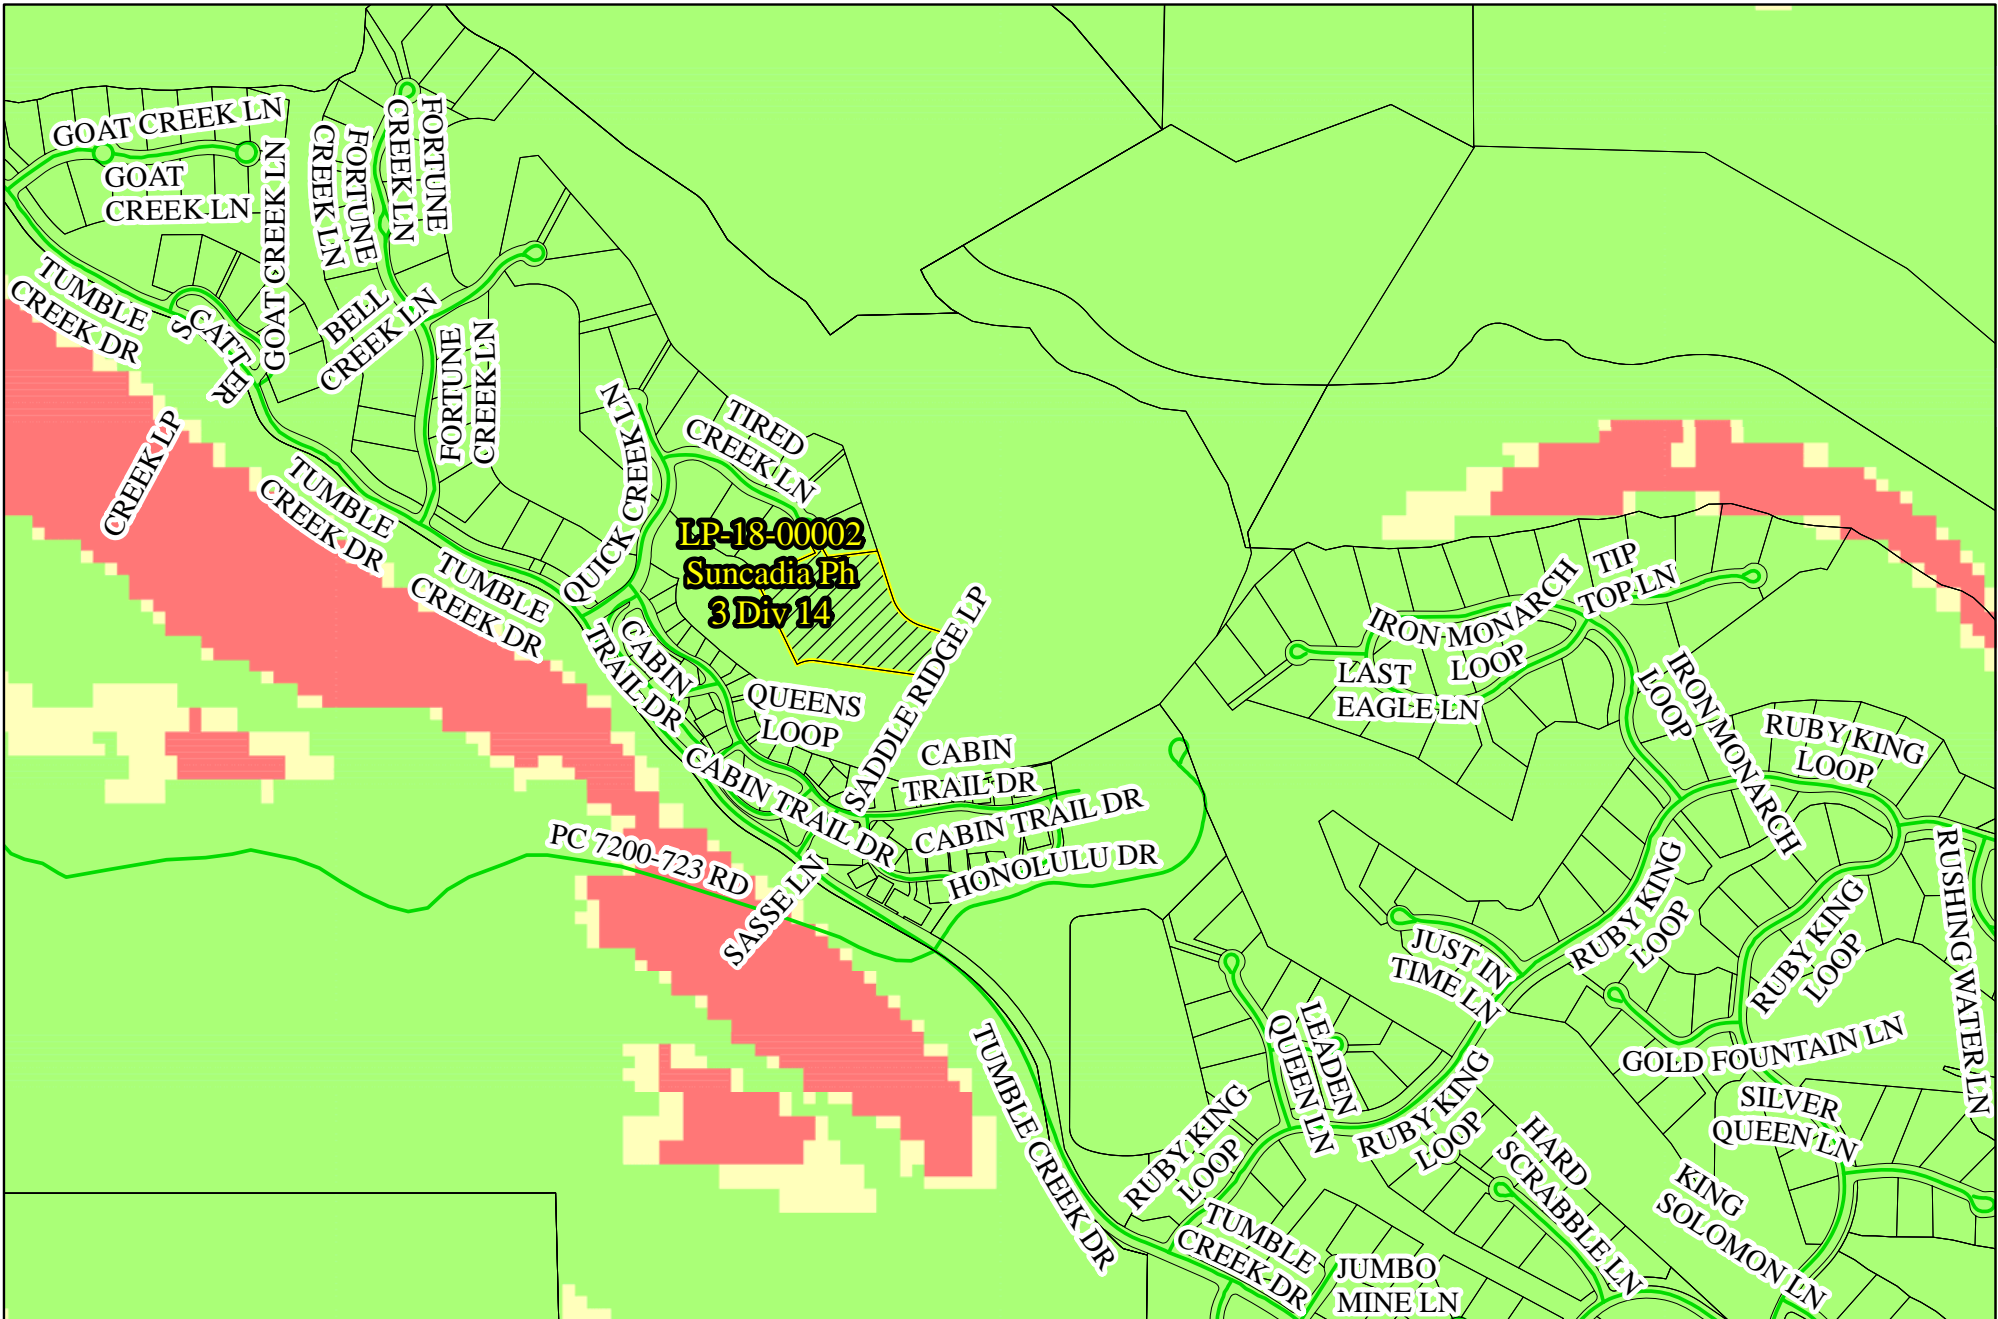 GOAT CREEK LN
GOAT
CREEK LN
GOAT CREEK LN
FORTUNE
CREEK LN
FORTUNE
CREEK LN
TUMBLE
CREEK DR
S
CATT
ER
CREEK LP
BELL
CREEK LN
FORTUNE
CREEK LN
TUMBLE
CREEK DR
TUMBLE
CREEK DR
QUICK CREEK LN
TIRED
CREEK LN
LP-18-00002
Suncadia Ph
3 Div 14
CABIN
TRAIL DR
QUEENS
LOOP
SADDLE RIDGE LP
CABIN
TRAIL DR
CABIN TRAIL DR
CABIN TRAIL DR
HONOLULU DR
PC 7200-723 RD
SASSE LN
TUMBLE CREEK DR
IRON MONARCH
LOOP
TIP
TOP LN
LAST
EAGLE LN
IRON MONARCH
LOOP
RUBY KING
LOOP
RUBY KING
LOOP
RUBY KING
LOOP
RUSHING WATER LN
JUST IN
TIME LN
GOLD FOUNTAIN LN
LEADEN
QUEEN LN
RUBY KING
LOOP
RUBY KING
LOOP
SILVER
QUEEN LN
HARD
SCRABBLE LN
KING
SOLOMON LN
TUMBLE
CREEK DR
JUMBO
MINE LN